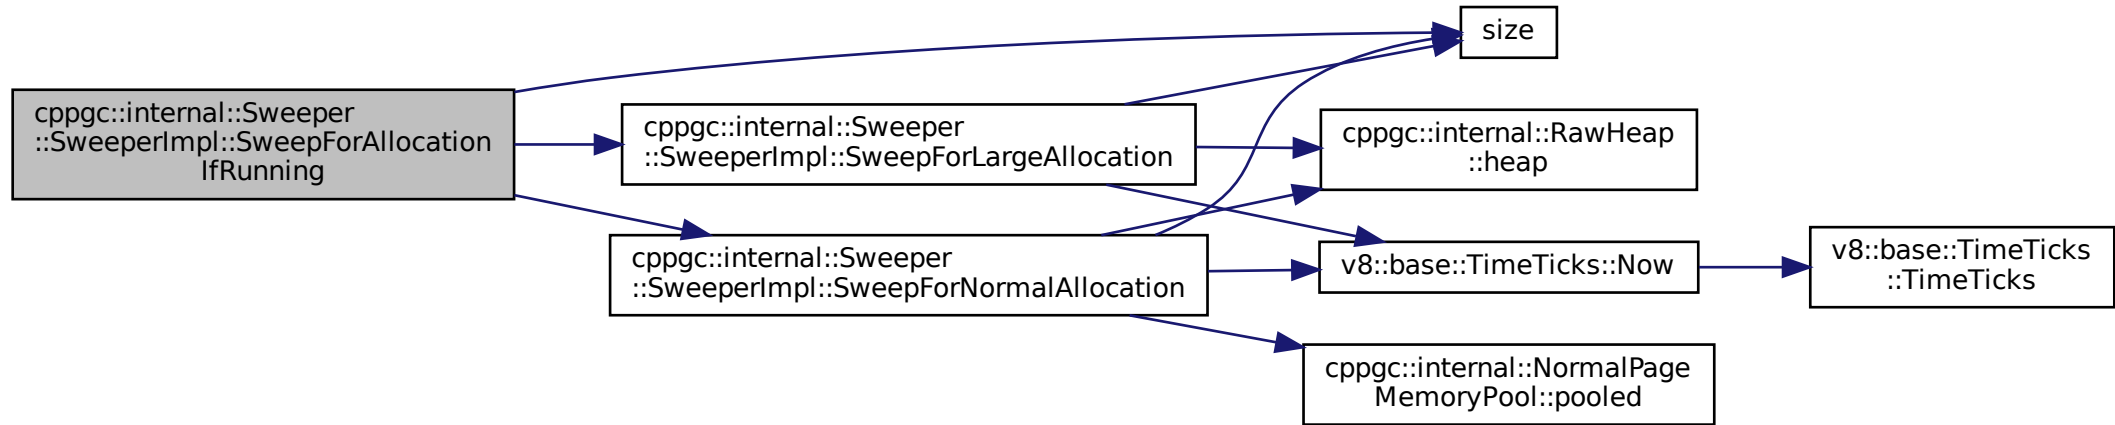 cppgc::internal::Sweeper
::SweeperImpl::SweepForAllocation
IfRunning
cppgc::internal::Sweeper
::SweeperImpl::SweepForLargeAllocation
cppgc::internal::Sweeper
::SweeperImpl::SweepForNormalAllocation
size
cppgc::internal::RawHeap
::heap
v8::base::TimeTicks::Now
cppgc::internal::NormalPage
MemoryPool::pooled
v8::base::TimeTicks
::TimeTicks